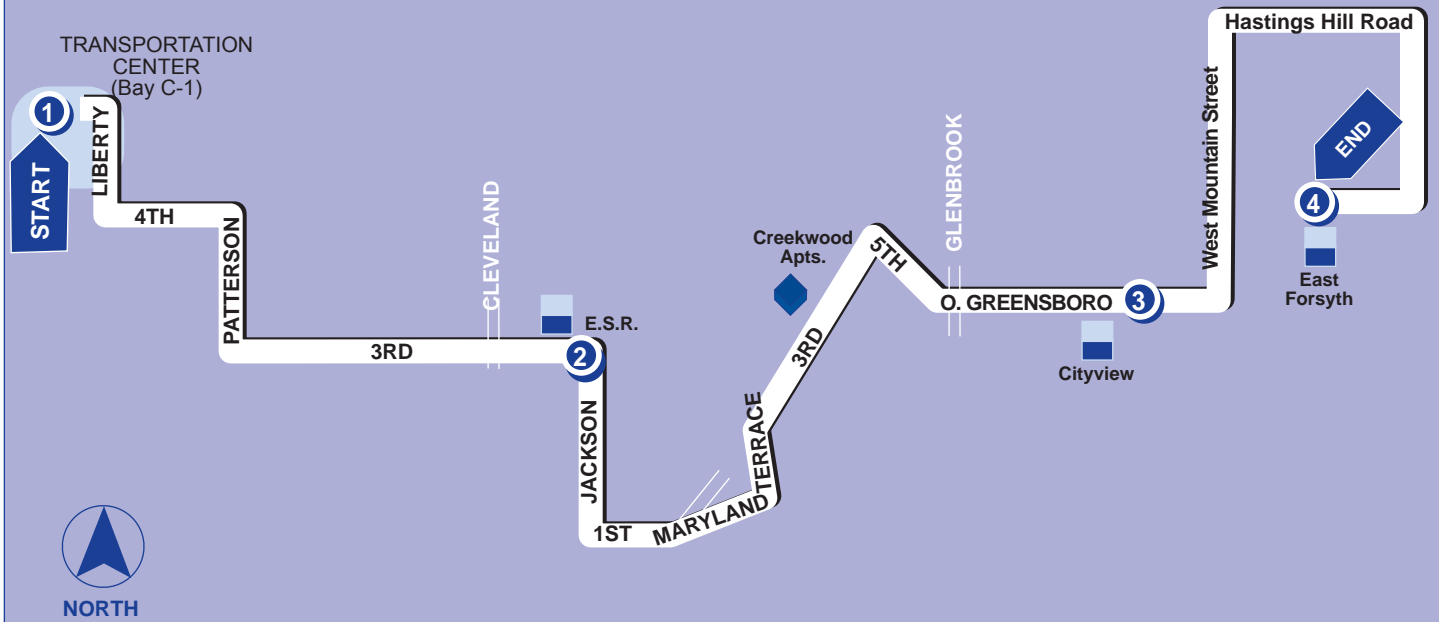 Hastings Hill Road
TRANSPORTATION
CENTER
(Bay C-1)
1
START
LIBERTY
4TH
PATTERSON
3RD
CLEVELAND
E.S.R.
2
JACKSON
1ST
MARYLAND
TERRACE
3RD
Creekwood
Apts.
5TH
GLENBROOK
O. GREENSBORO
3
Cityview
West Mountain Street
END
4
East
Forsyth
NORTH